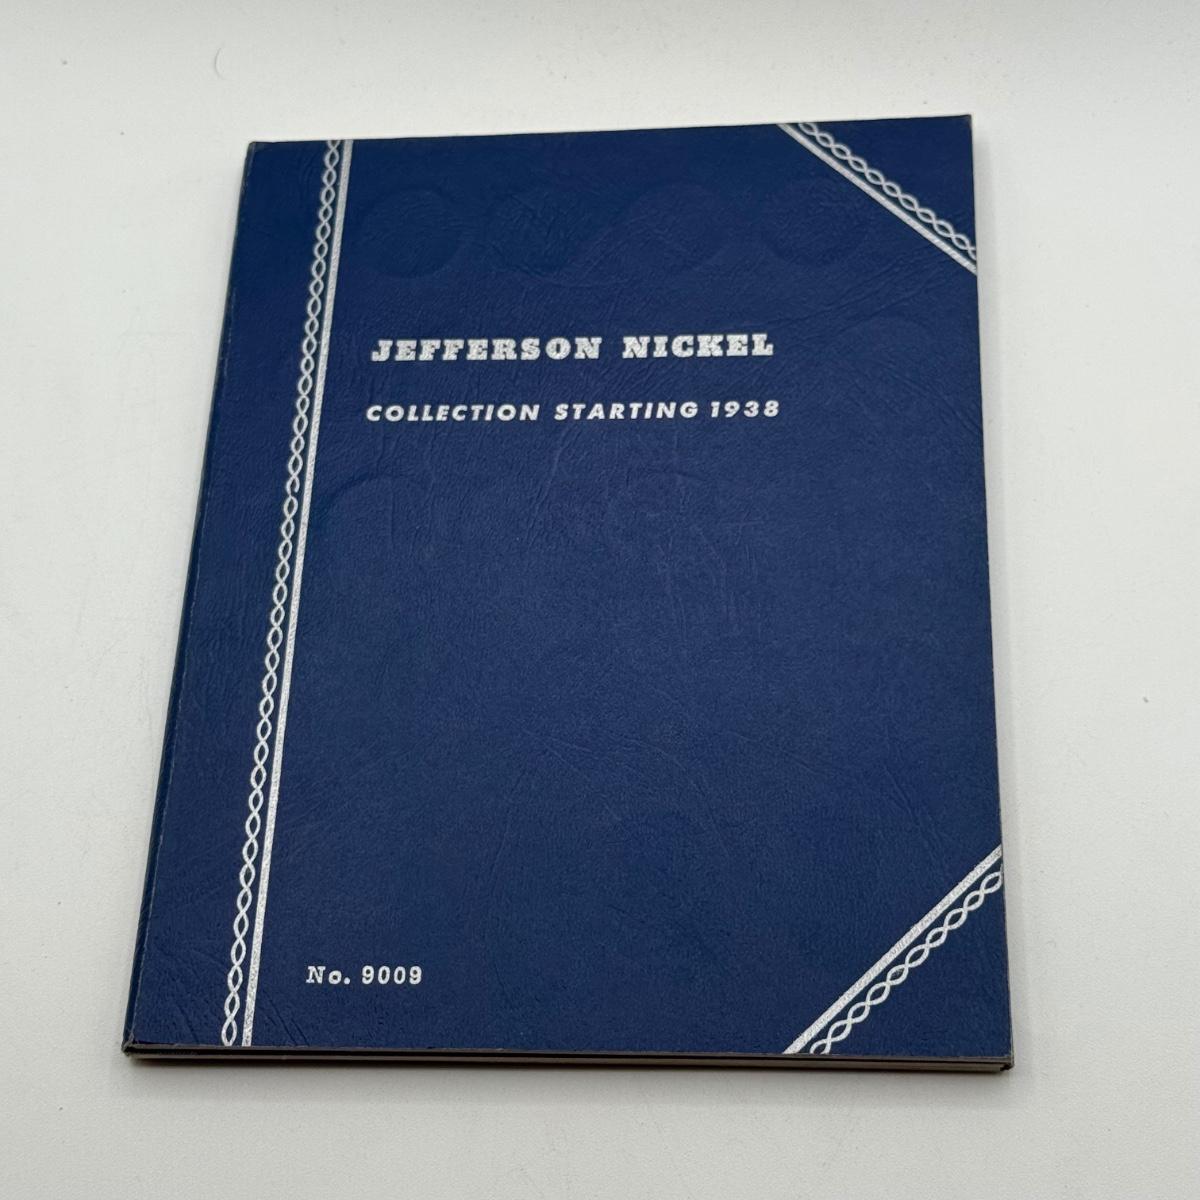 JEFFERSON NICKEL
COLLECTION STARTING 1938
No. 9009